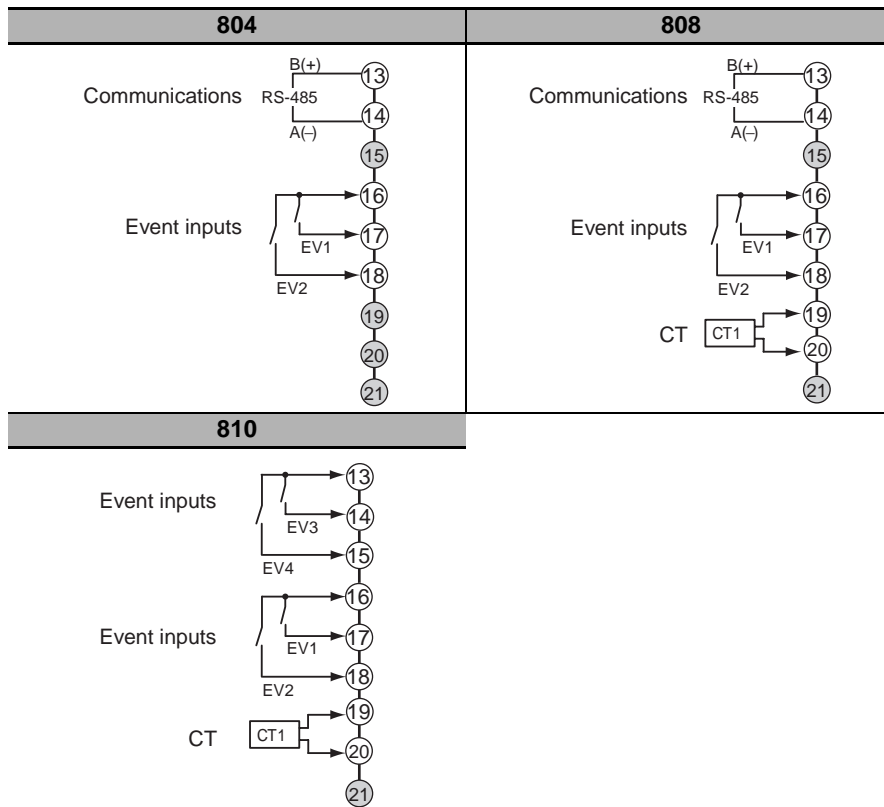 804
B(+)
13
Communications RS-485
14
A(–)
15
16
Event inputs
17
EV1
18
EV2
19
20
21
808
B(+)
13
Communications RS-485
14
A(–)
15
16
Event inputs
17
EV1
18
EV2
19
CT CT1
20
21
810
13
Event inputs
14
EV3
15
EV4
16
Event inputs
17
EV1
18
EV2
19
CT CT1
20
21